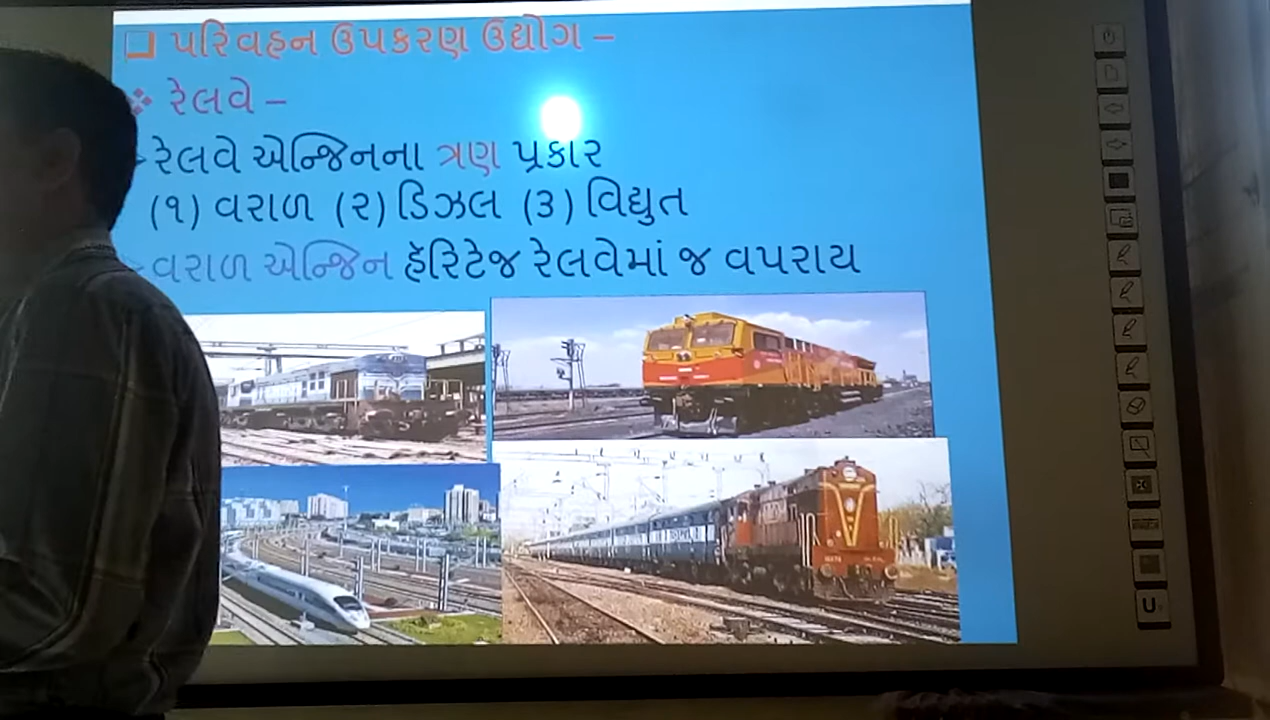 પરિવહન ઉપકરણ ઉદ્યોગ –
રેલવે –
રેલવે એન્જિનના ત્રણ પ્રકાર
(૧) વરાળ (૨) ડિઝલ (૩) વિદ્યુત
વરાળ એન્જિન હૅરિટેજ રેલવેમાં જ વપરાય